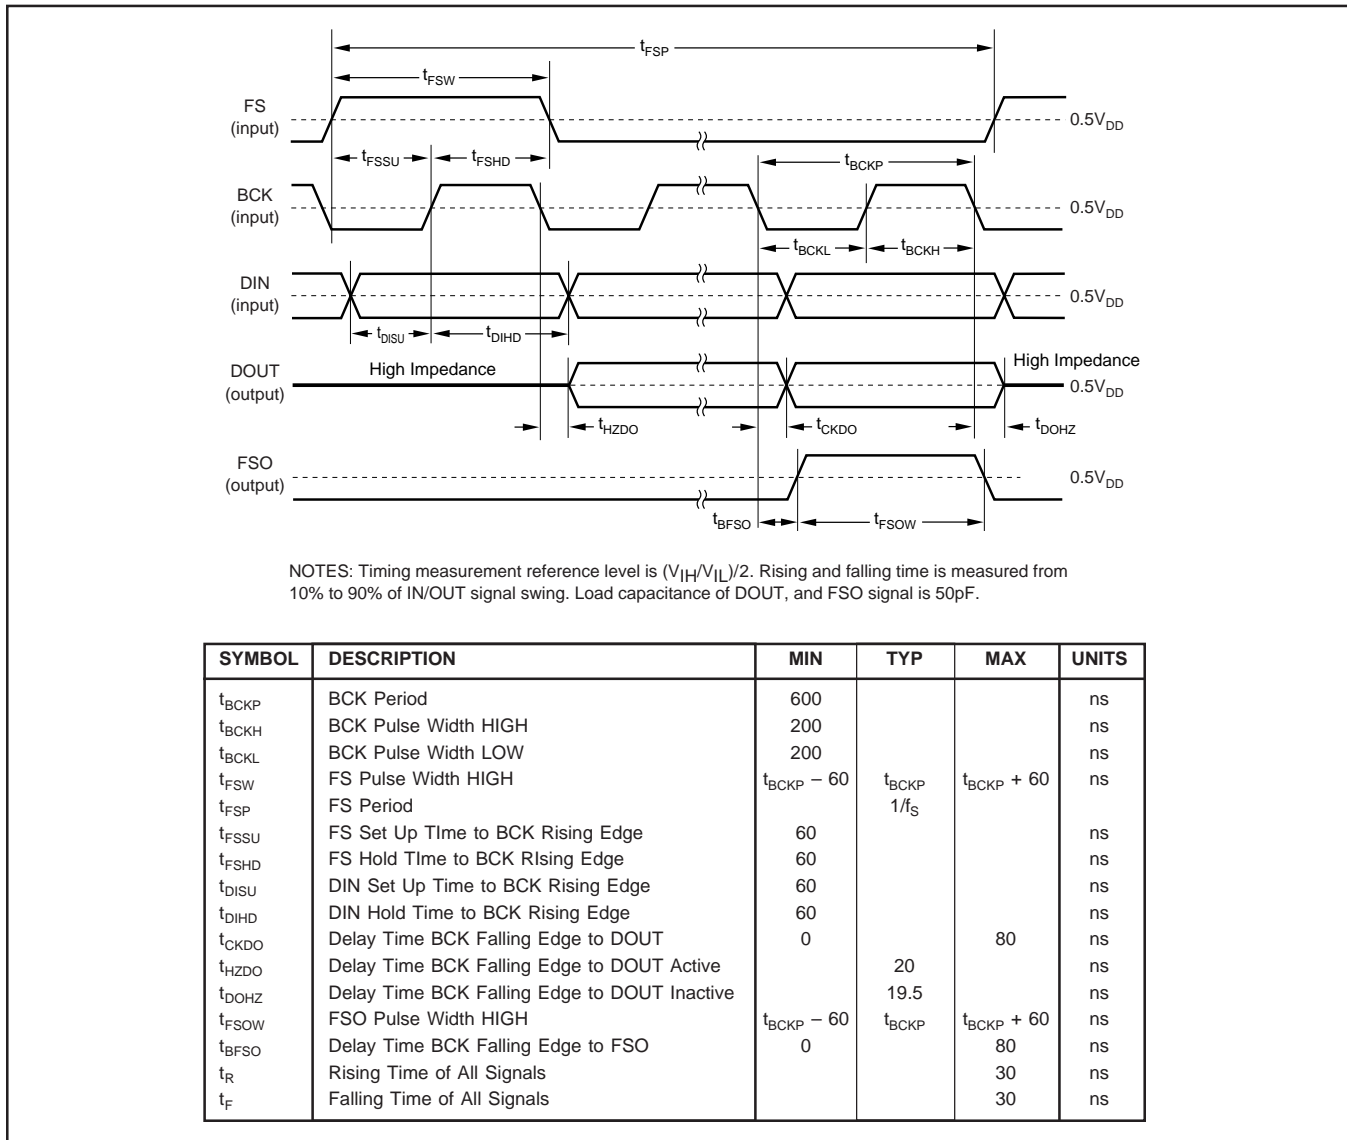 tFSP
tFSW
FS
(input)
0.5VDD
tFSSU
tFSHD
tBCKP
BCK
(input)
0.5VDD
tBCKL
tBCKH
DIN
(input)
0.5VDD
tDISU
tDIHD
DOUT
(output)
High Impedance
High Impedance
0.5VDD
tHZDO
tCKDO
tDOHZ
FSO
(output)
0.5VDD
tBFSO
tFSOW
NOTES: Timing measurement reference level is (VIH/VIL)/2. Rising and falling time is measured from
10% to 90% of IN/OUT signal swing. Load capacitance of DOUT, and FSO signal is 50pF.
SYMBOL DESCRIPTION MIN TYP MAX UNITS
tBCKP BCK Period 600 ns
tBCKH BCK Pulse Width HIGH 200 ns
tBCKL BCK Pulse Width LOW 200 ns
tFSW FS Pulse Width HIGH tBCKP – 60 tBCKP tBCKP + 60 ns
tFSP FS Period 1/fS
tFSSU FS Set Up TIme to BCK Rising Edge 60 ns
tFSHD FS Hold TIme to BCK RIsing Edge 60 ns
tDISU DIN Set Up Time to BCK Rising Edge 60 ns
tDIHD DIN Hold Time to BCK Rising Edge 60 ns
tCKDO Delay Time BCK Falling Edge to DOUT 0 80 ns
tHZDO Delay Time BCK Falling Edge to DOUT Active 20 ns
tDOHZ Delay Time BCK Falling Edge to DOUT Inactive 19.5 ns
tFSOW FSO Pulse Width HIGH tBCKP – 60 tBCKP tBCKP + 60 ns
tBFSO Delay Time BCK Falling Edge to FSO 0 80 ns
tR Rising Time of All Signals 30 ns
tF Falling Time of All Signals 30 ns